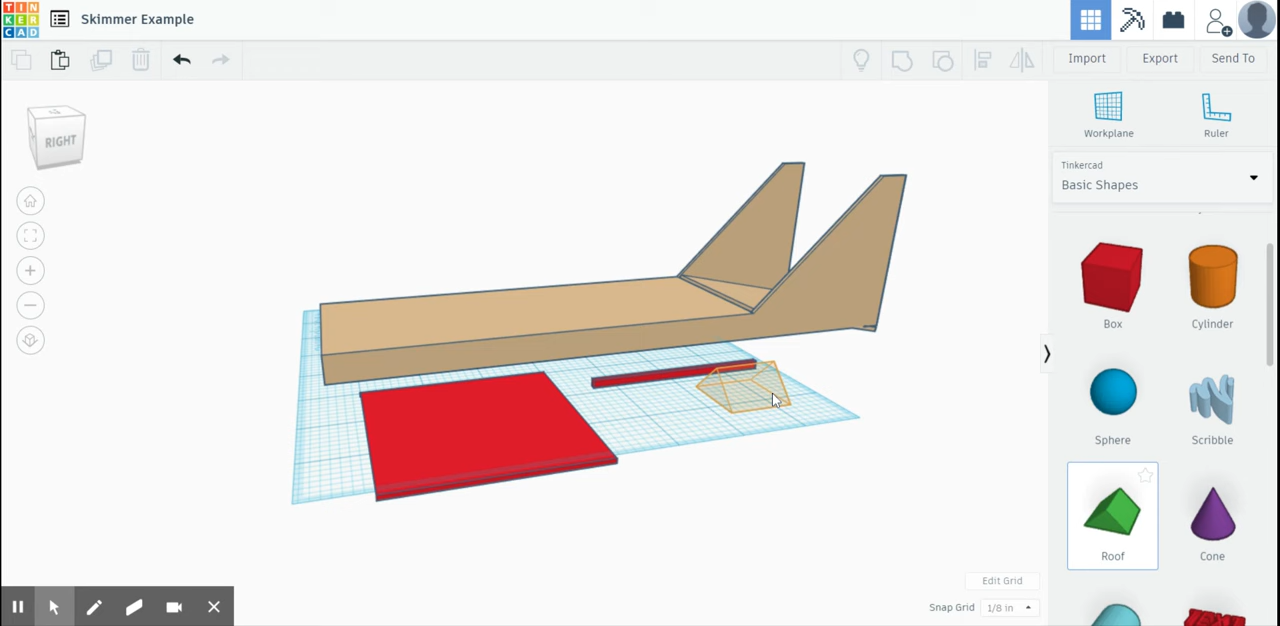 TIN
KER
CAD
Skimmer Example
Import
Export
Send To
RIGHT
Workplane
Ruler
Tinkercad
Basic Shapes
Box
Cylinder
Sphere
Scribble
Roof
Cone
Edit Grid
Snap Grid
1/8 in